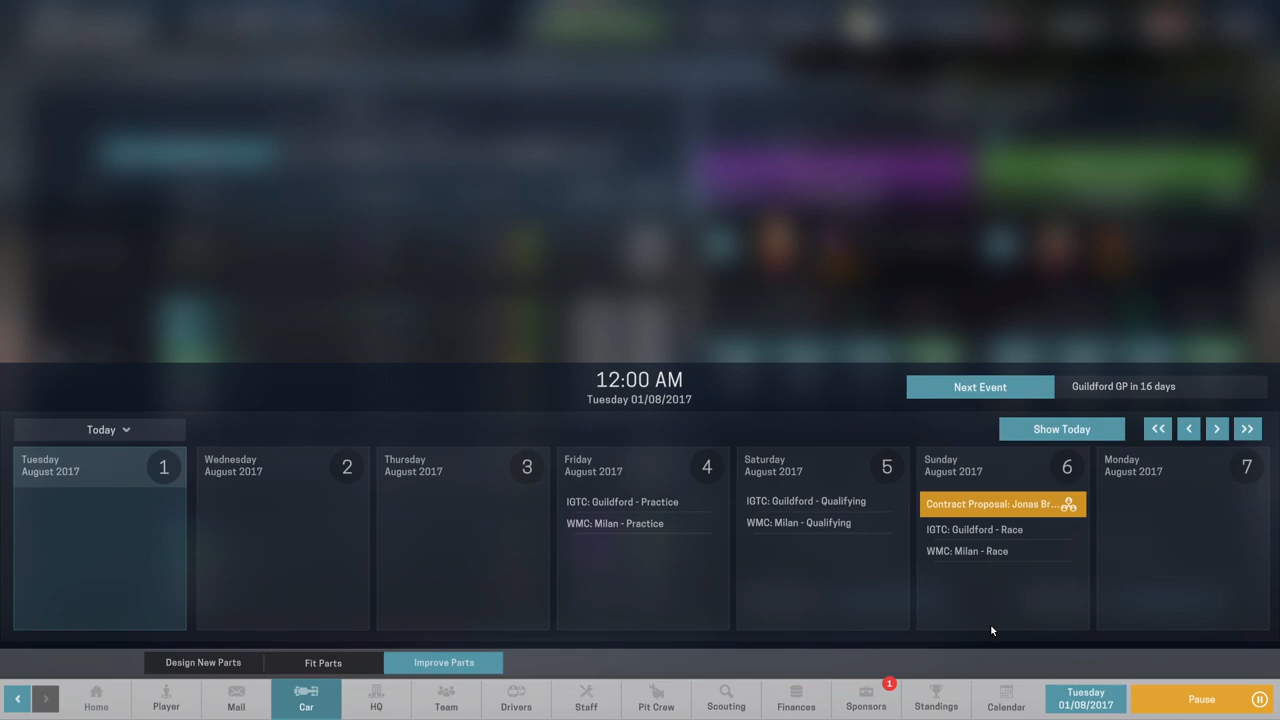 12:00 AM
Tuesday 01/08/2017
Next Event
Guildford GP in 16 days
Today
Show Today
Tuesday
August 2017
1
Wednesday
August 2017
2
Thursday
August 2017
3
Friday
August 2017
4
IGTC: Guildford - Practice
WMC: Milan - Practice
Saturday
August 2017
5
IGTC: Guildford - Qualifying
WMC: Milan - Qualifying
Sunday
August 2017
6
Contract Proposal: Jonas Br...
IGTC: Guildford - Race
WMC: Milan - Race
Monday
August 2017
7
Design New Parts
Fit Parts
Improve Parts
Home
Player
Mail
Car
HQ
Team
Drivers
Staff
Pit Crew
Scouting
Finances
1
Sponsors
Standings
Calendar
Tuesday
01/08/2017
Pause